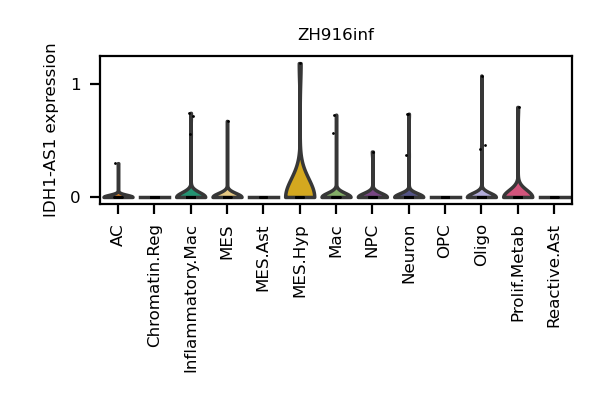 ZH916inf
IDH1-AS1 expression
1
0
AC
Chromatin.Reg
Inflammatory.Mac
MES
MES.Ast
MES.Hyp
Mac
NPC
Neuron
OPC
Oligo
Prolif.Metab
Reactive.Ast